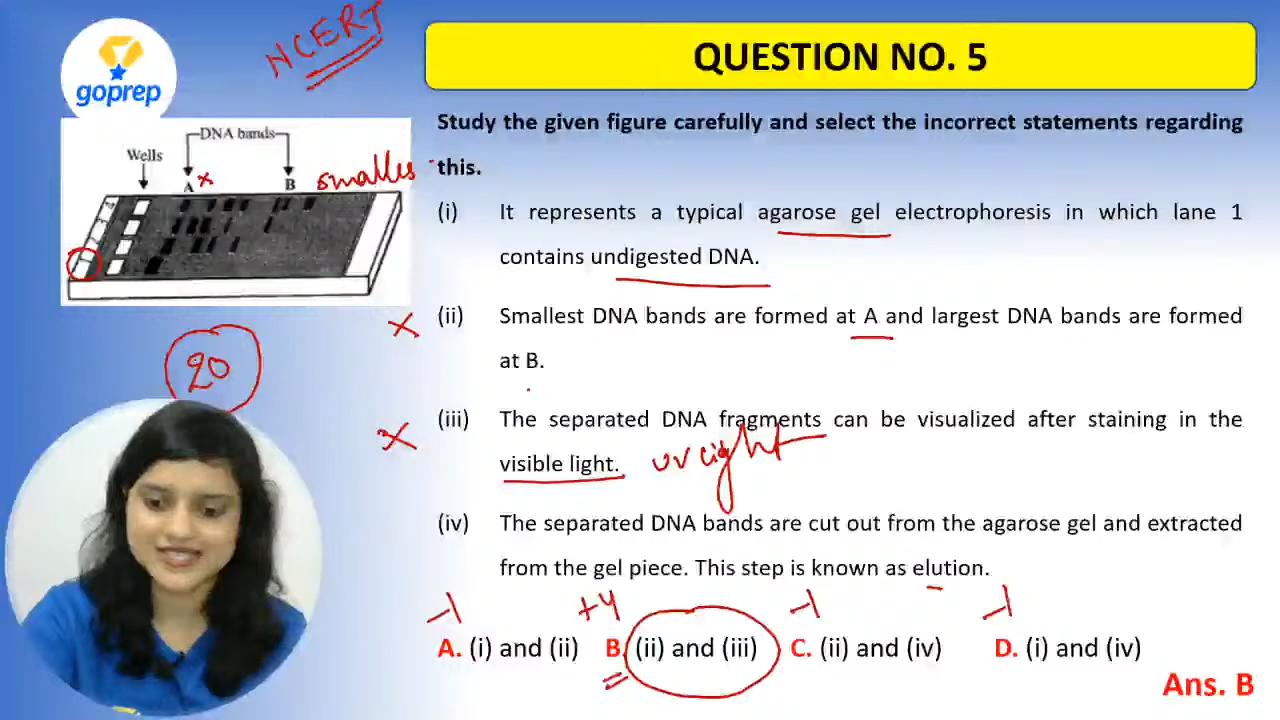 goprep
NCERT
QUESTION NO. 5
DNA bands
Wells
A x
B smalles
Study the given figure carefully and select the incorrect statements regarding
this.
(i) It represents a typical agarose gel electrophoresis in which lane 1
contains undigested DNA.
x (ii) Smallest DNA bands are formed at A and largest DNA bands are formed
at B.
20
x (iii) The separated DNA fragments can be visualized after staining in the
visible light. uv light
(iv) The separated DNA bands are cut out from the agarose gel and extracted
from the gel piece. This step is known as elution.
-1 +4 -1 -1
A. (i) and (ii) B. (ii) and (iii) C. (ii) and (iv) D. (i) and (iv)
Ans. B